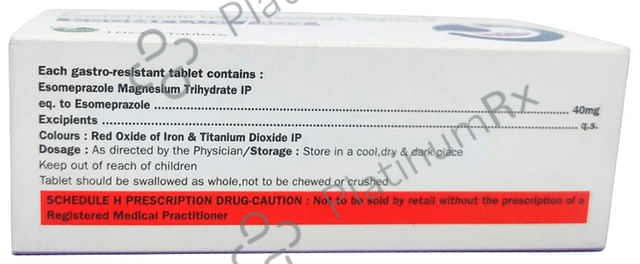 Each gastro-resistant tablet contains :
Esomeprazole Magnesium Trihydrate IP
eq. to Esomeprazole ........................ 40mg
Excipients ........................ q.s.
Colours : Red Oxide of Iron & Titanium Dioxide IP
Dosage : As directed by the Physician/Storage : Store in a cool,dry & dark place
Keep out of reach of children
Tablet should be swallowed as whole,not to be chewed or crushed
SCHEDULE H PRESCRIPTION DRUG-CAUTION : Not to be sold by retail without the prescription of a
Registered Medical Practitioner
PlatinumRx